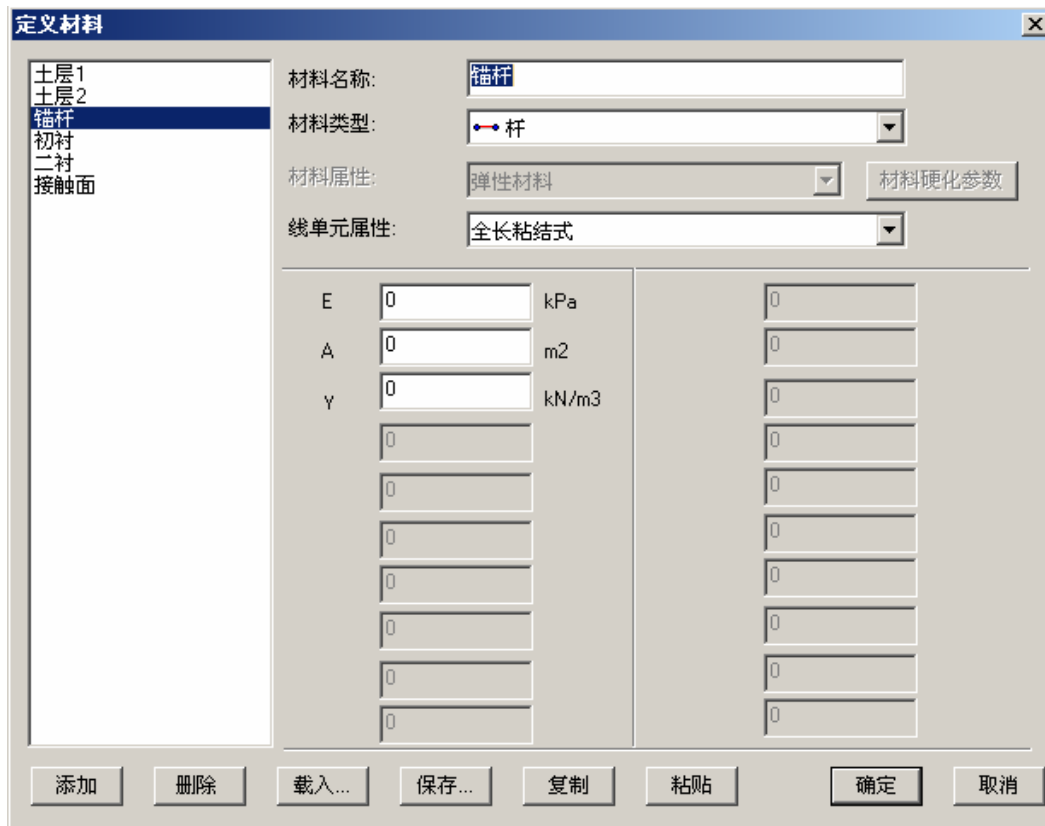 定义材料
土层1
土层2
锚杆
初衬
二衬
接触面
材料名称: 锚杆
材料类型: 杆
材料属性: 弹性材料 材料硬化参数
线单元属性: 全长粘结式
E 0 kPa 0
A 0 m2 0
γ 0 kN/m3 0
0 0
0 0
0 0
0 0
0 0
0 0
0 0
添加 删除 载入... 保存... 复制 粘贴 确定 取消